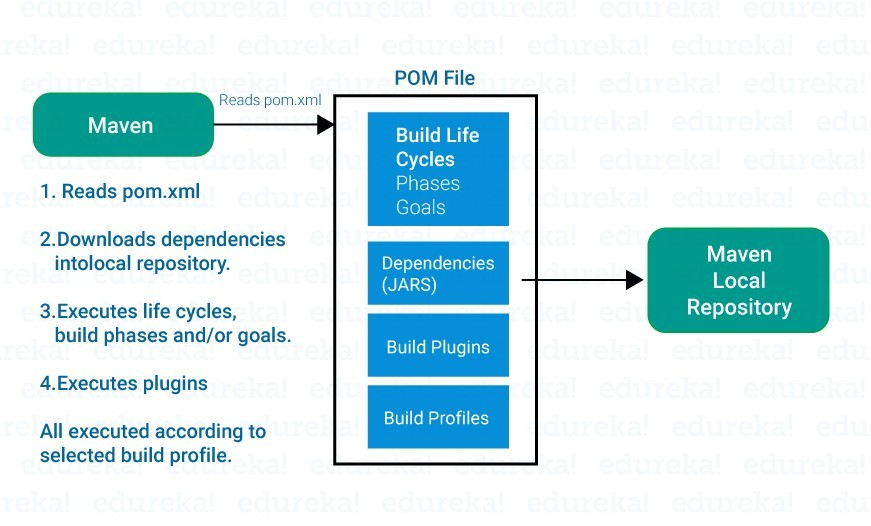 POM File
Maven
Reads pom.xml
1. Reads pom.xml
2.Downloads dependencies
intolocal repository.
3.Executes life cycles,
build phases and/or goals.
4.Executes plugins
All executed according to
selected build profile.
Build Life
Cycles
Phases
Goals
Dependencies
(JARS)
Build Plugins
Build Profiles
Maven
Local
Repository
edureka!